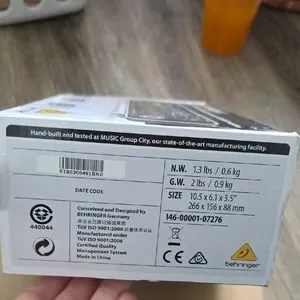 Hand-built and tested at MUSIC Group City, our state-of-the-art manufacturing facility.
S180300491BK0
DATE CODE
440044
Conceived and Designed by
BEHRINGER Germany
TÜV ISO 9001:2008
Manufactured under
TÜV ISO 9001:2008
Certified Quality
Management System
Made in China
N.W. 1.3 lbs / 0.6 kg
G.W. 2 lbs / 0.9 kg
SIZE 10.5 x 6.1 x 3.5"
266 x 156 x 88 mm
I46-00001-07276
behringer